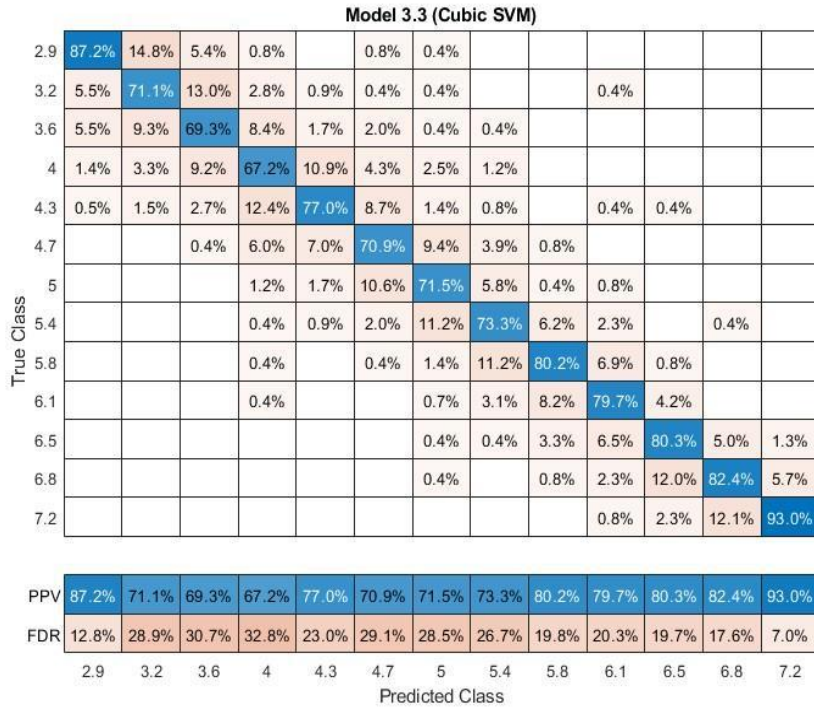 Model 3.3 (Cubic SVM)
True Class
2.9 87.2% 14.8% 5.4% 0.8% 0.8% 0.4%
3.2 5.5% 71.1% 13.0% 2.8% 0.9% 0.4% 0.4% 0.4%
3.6 5.5% 9.3% 69.3% 8.4% 1.7% 2.0% 0.4% 0.4%
4 1.4% 3.3% 9.2% 67.2% 10.9% 4.3% 2.5% 1.2%
4.3 0.5% 1.5% 2.7% 12.4% 77.0% 8.7% 1.4% 0.8% 0.4% 0.4%
4.7 0.4% 6.0% 7.0% 70.9% 9.4% 3.9% 0.8%
5 1.2% 1.7% 10.6% 71.5% 5.8% 0.4% 0.8%
5.4 0.4% 0.9% 2.0% 11.2% 73.3% 6.2% 2.3% 0.4%
5.8 0.4% 0.4% 1.4% 11.2% 80.2% 6.9% 0.8%
6.1 0.4% 0.7% 3.1% 8.2% 79.7% 4.2%
6.5 0.4% 0.4% 3.3% 6.5% 80.3% 5.0% 1.3%
6.8 0.4% 0.8% 2.3% 12.0% 82.4% 5.7%
7.2 0.8% 2.3% 12.1% 93.0%
PPV 87.2% 71.1% 69.3% 67.2% 77.0% 70.9% 71.5% 73.3% 80.2% 79.7% 80.3% 82.4% 93.0%
FDR 12.8% 28.9% 30.7% 32.8% 23.0% 29.1% 28.5% 26.7% 19.8% 20.3% 19.7% 17.6% 7.0%
2.9 3.2 3.6 4 4.3 4.7 5 5.4 5.8 6.1 6.5 6.8 7.2
Predicted Class